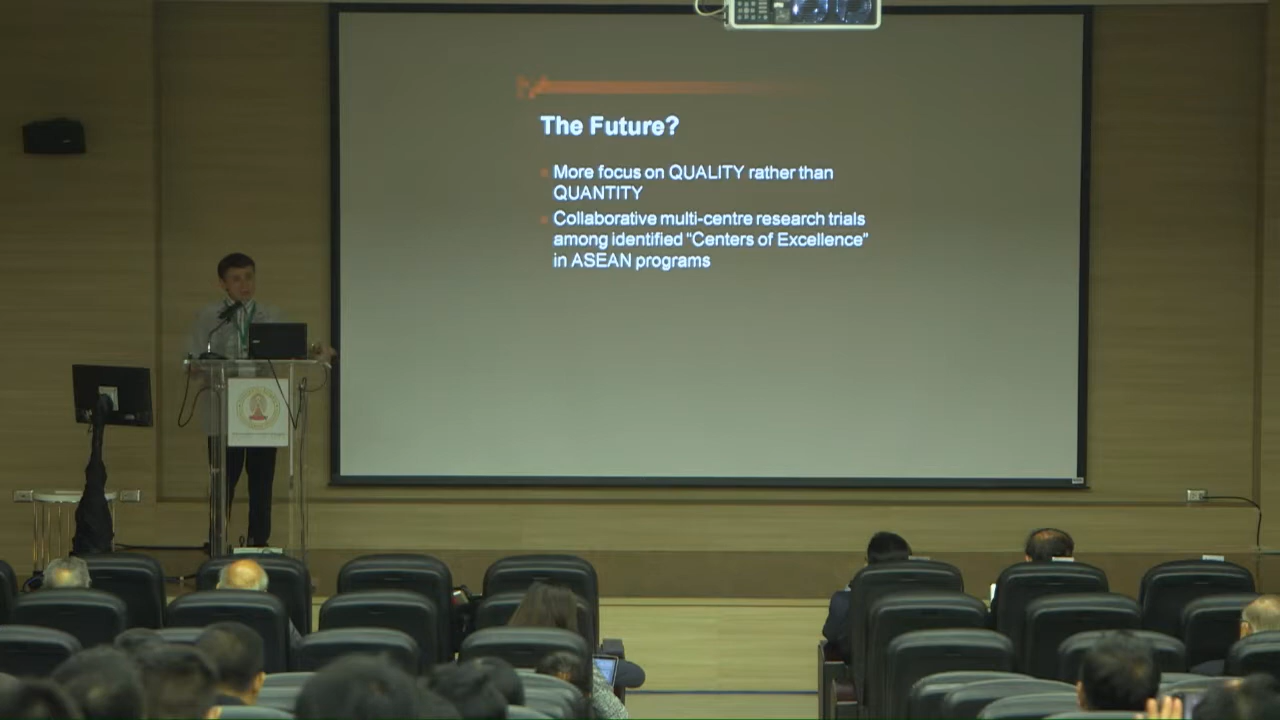 The Future?
More focus on QUALITY rather than
QUANTITY
Collaborative multi-centre research trials
among identified “Centers of Excellence”
in ASEAN programs